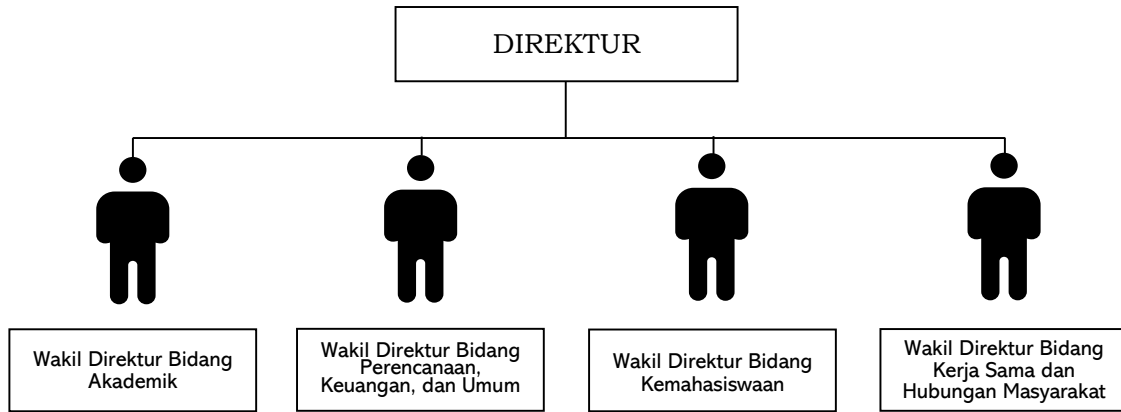 DIREKTUR
Wakil Direktur Bidang
Akademik
Wakil Direktur Bidang
Perencanaan,
Keuangan, dan Umum
Wakil Direktur Bidang
Kemahasiswaan
Wakil Direktur Bidang
Kerja Sama dan
Hubungan Masyarakat